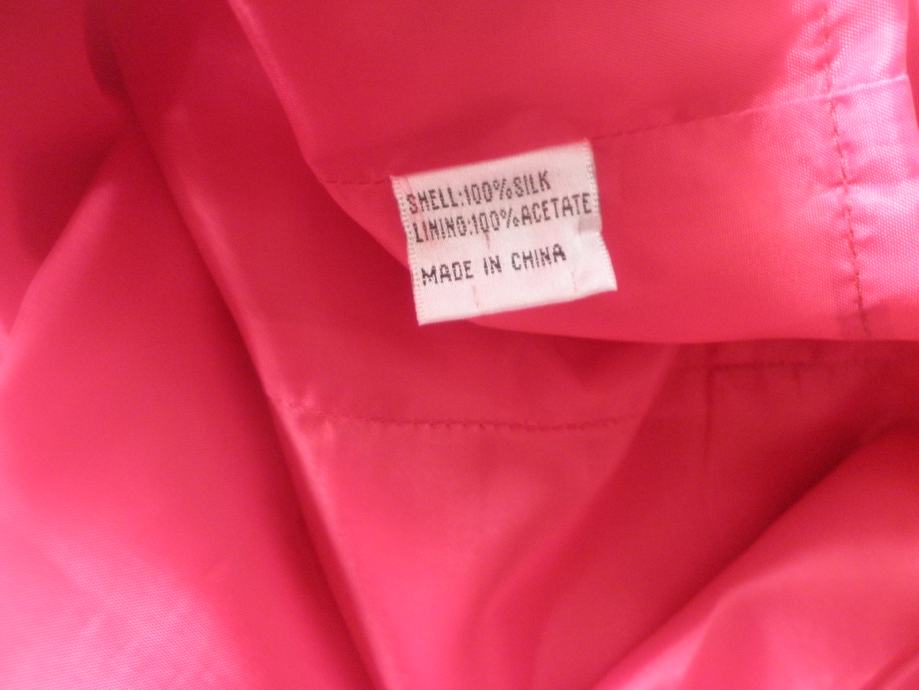 SHELL:100%SILK
LINING:100%ACETATE
MADE IN CHINA